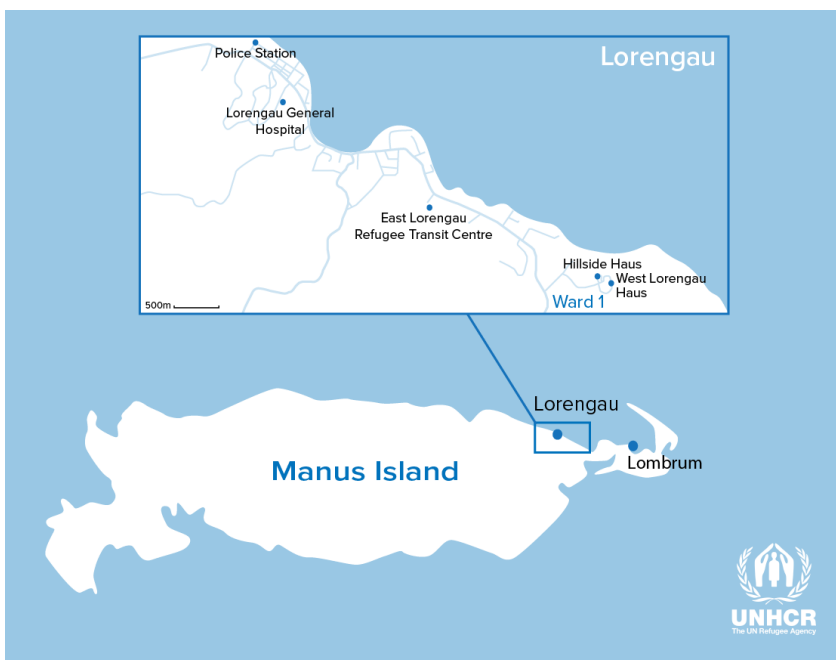 Lorengau
Police Station
Lorengau General
Hospital
East Lorengau
Refugee Transit Centre
Hillside Haus
West Lorengau
Haus
Ward 1
500m
Lorengau
Manus Island
Lombrum
UNHCR
The UN Refugee Agency